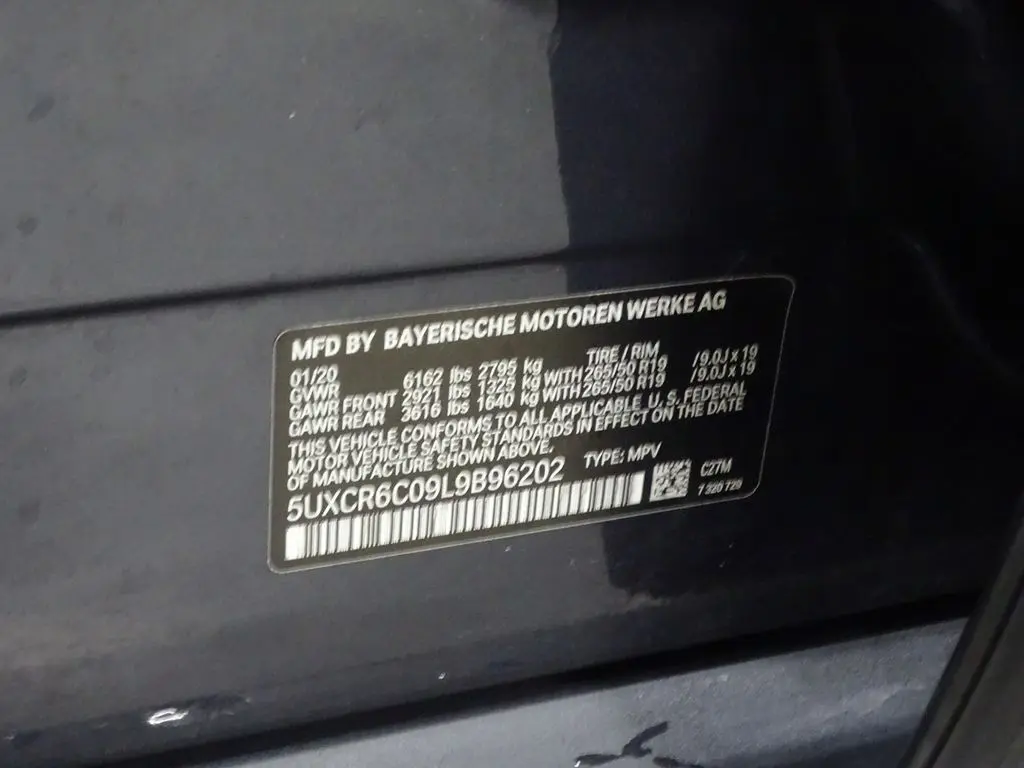 MFD BY BAYERISCHE MOTOREN WERKE AG
01/20 TIRE / RIM
GVWR 6162 lbs 2795 kg
GAWR FRONT 2921 lbs 1325 kg WITH 265/50 R19 /9.0J x 19
GAWR REAR 3616 lbs 1640 kg WITH 265/50 R19 /9.0J x 19
THIS VEHICLE CONFORMS TO ALL APPLICABLE U. S. FEDERAL
MOTOR VEHICLE SAFETY STANDARDS IN EFFECT ON THE DATE
OF MANUFACTURE SHOWN ABOVE.
5UXCR6C09L9B96202 TYPE: MPV
C27M
7 320 720